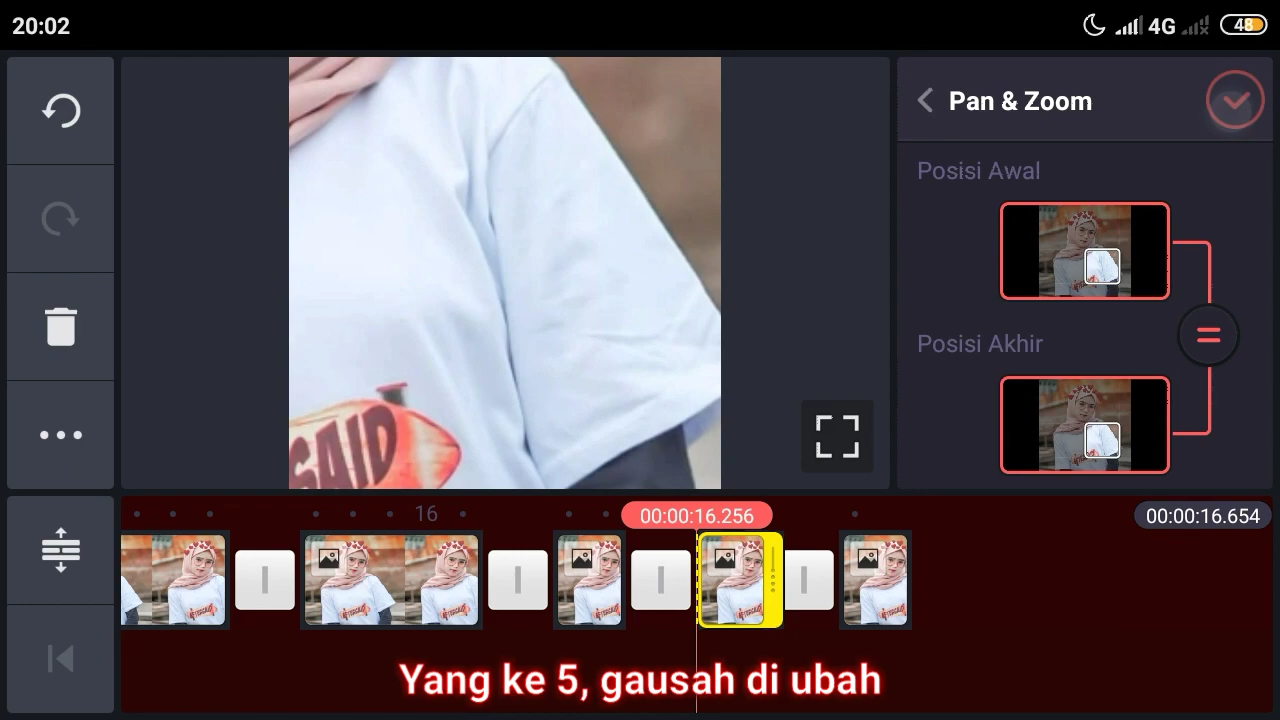 20:02
4G
48
Pan & Zoom
Posisi Awal
Posisi Akhir
SAID
16
00:00:16.256
00:00:16.654
Yang ke 5, gausah di ubah